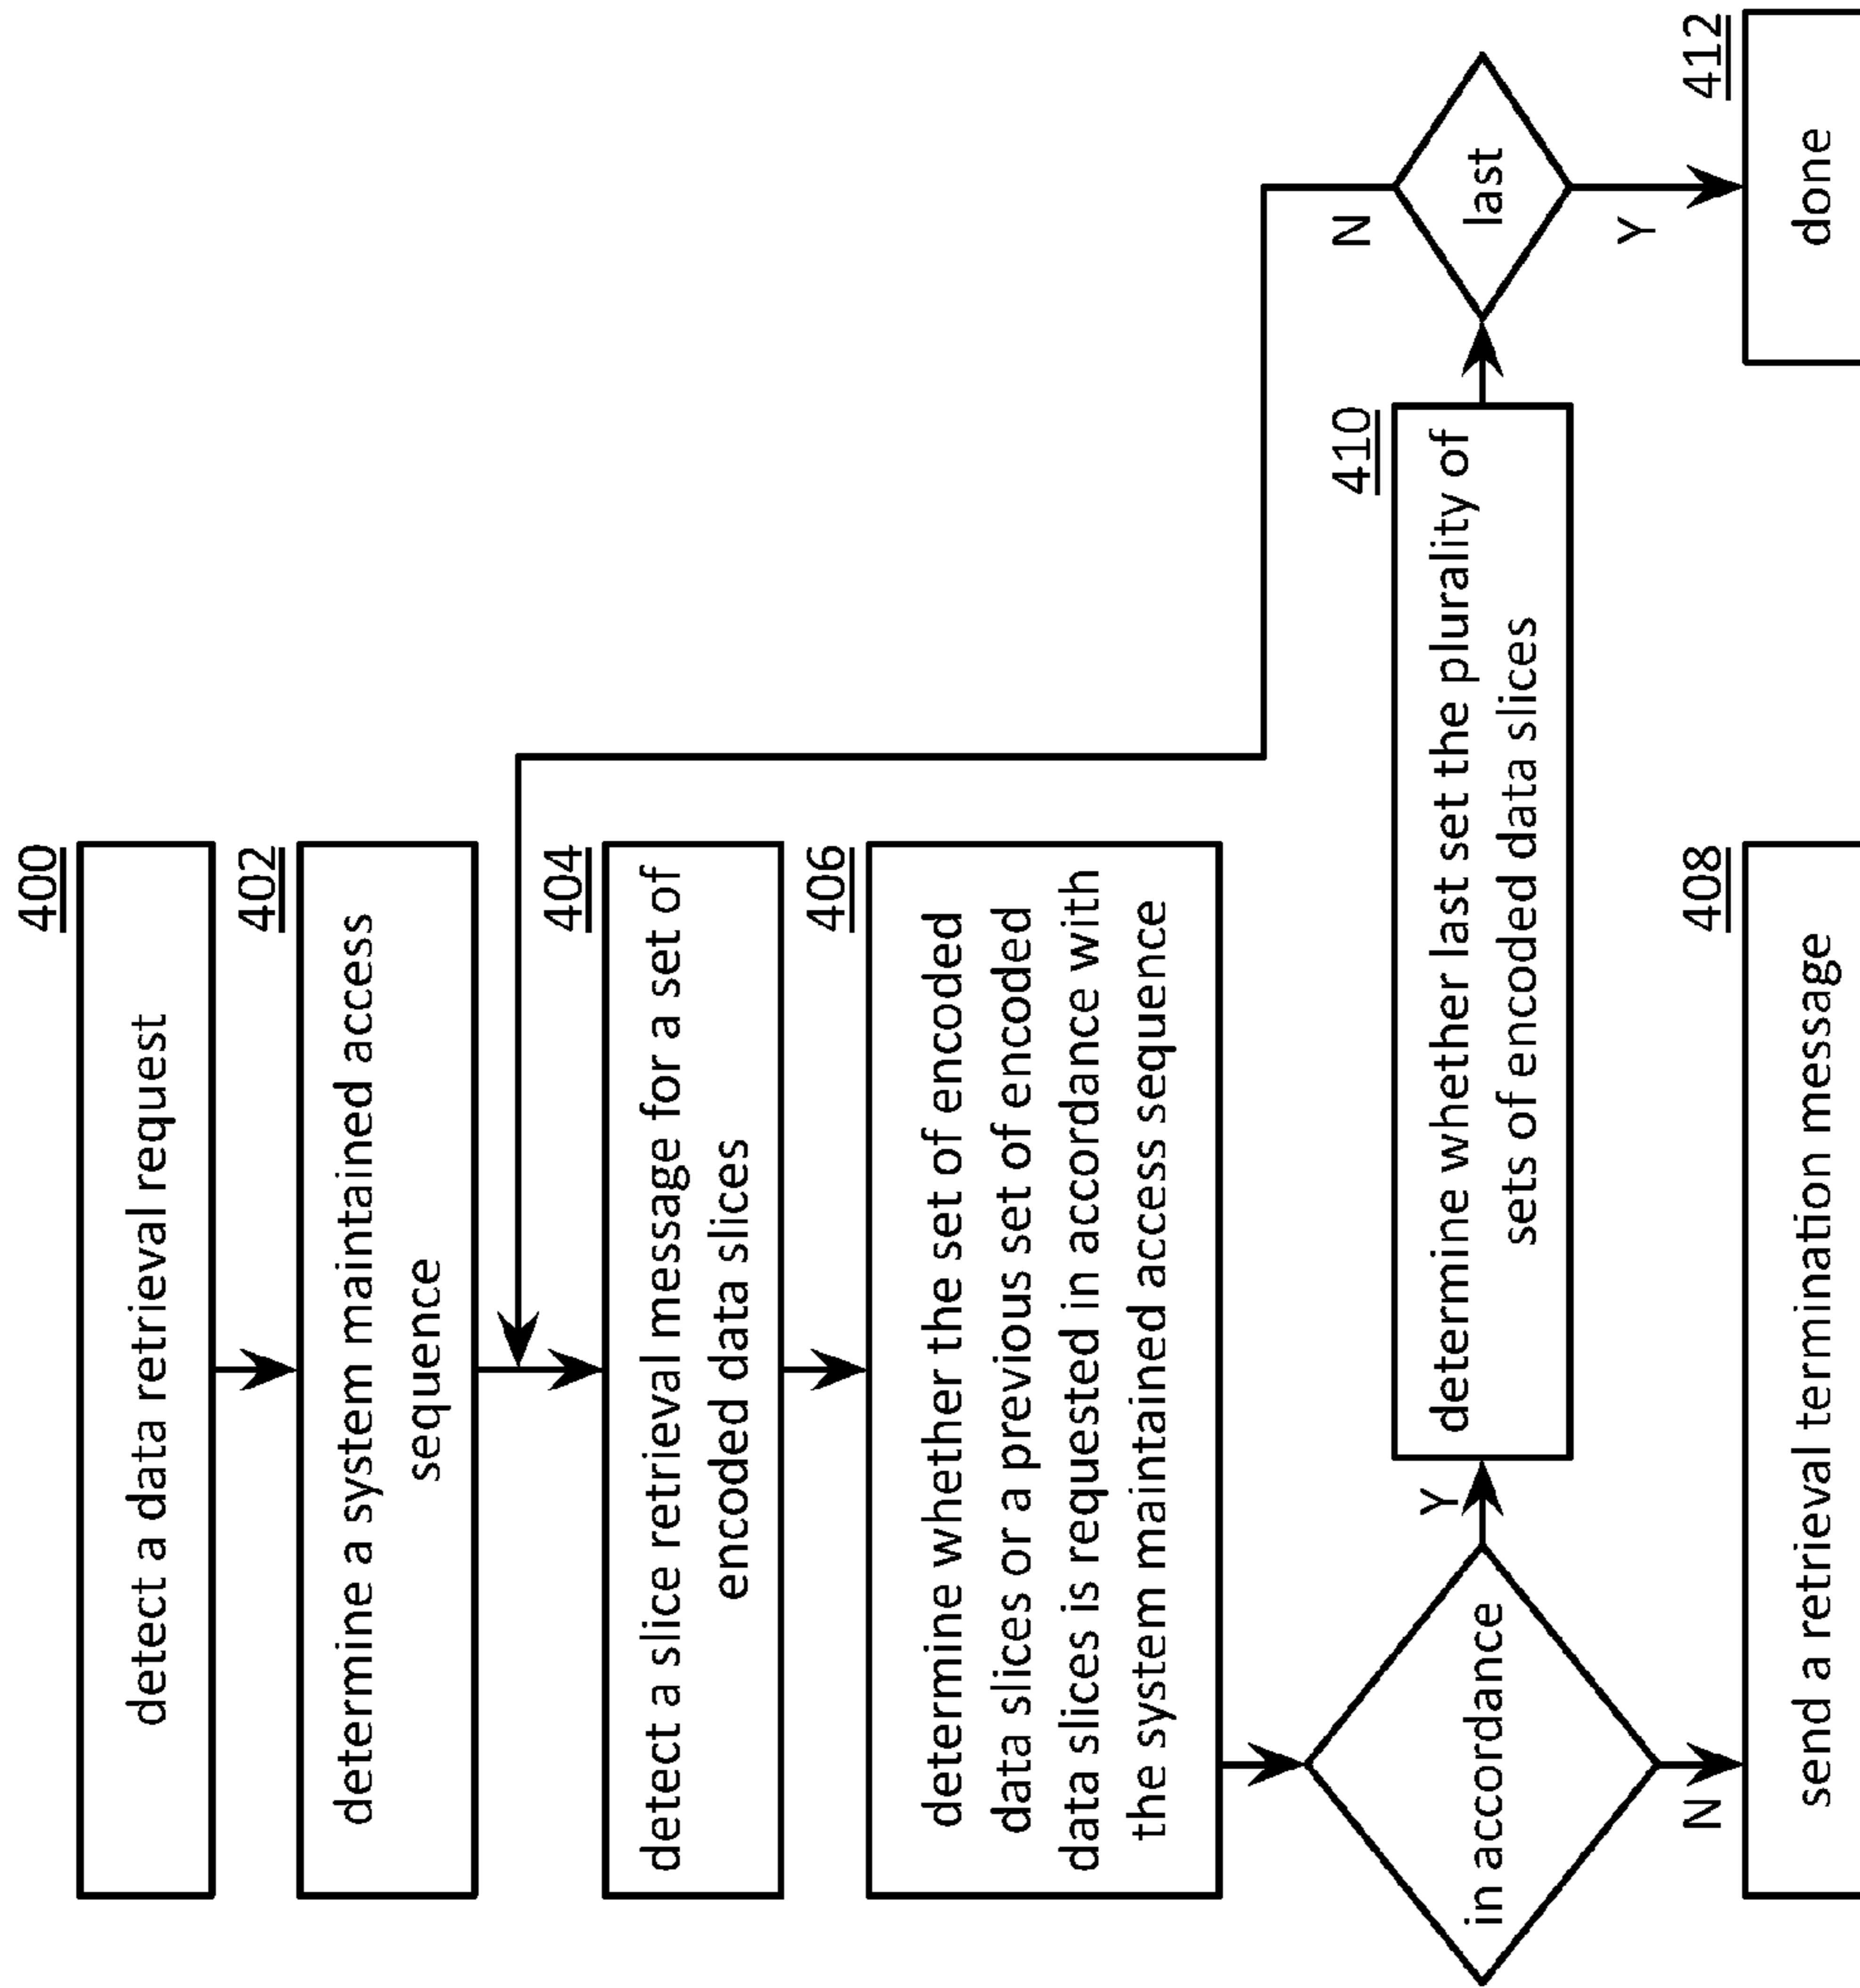 400
detect a data retrieval request
402
determine a system maintained access
sequence
404
detect a slice retrieval message for a set of
encoded data slices
406
determine whether the set of encoded
data slices or a previous set of encoded
data slices is requested in accordance with
the system maintained access sequence
in accordance
Y
N
408
send a retrieval termination message
410
determine whether last set the plurality of
sets of encoded data slices
last
N
Y
412
done